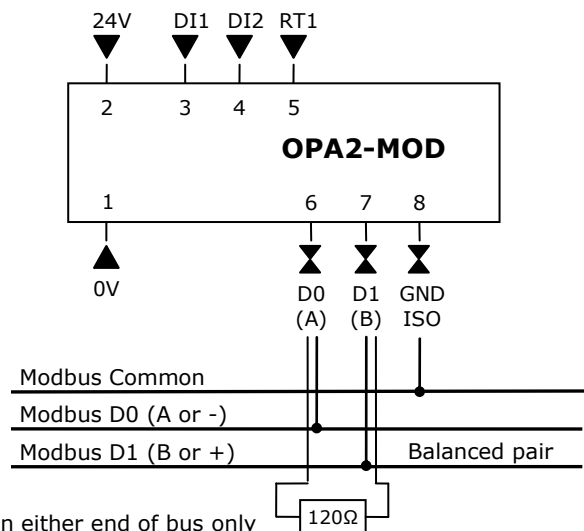 24V DI1 DI2 RT1
2 3 4 5
OPA2-MOD
1 6 7 8
0V
D0 D1 GND
(A) (B) ISO
Modbus Common
Modbus D0 (A or -)
Modbus D1 (B or +) Balanced pair
n either end of bus only 120Ω